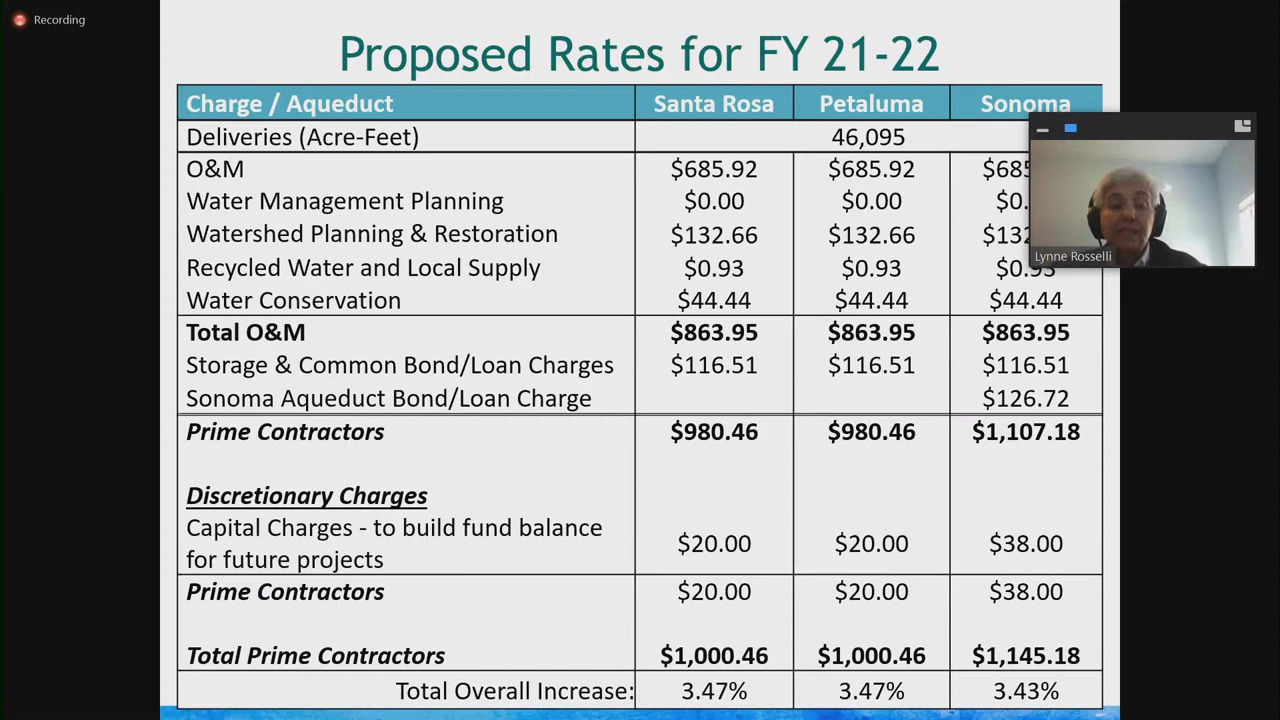 Recording
Proposed Rates for FY 21-22
Charge / Aqueduct Santa Rosa Petaluma Sonoma
Deliveries (Acre-Feet) 46,095
O&M $685.92 $685.92
Water Management Planning $0.00 $0.00
Watershed Planning & Restoration $132.66 $132.66
Recycled Water and Local Supply $0.93 $0.93 $0.93
Lynne Rosselli
Water Conservation $44.44 $44.44 $44.44
Total O&M $863.95 $863.95 $863.95
Storage & Common Bond/Loan Charges $116.51 $116.51 $116.51
Sonoma Aqueduct Bond/Loan Charge $126.72
Prime Contractors $980.46 $980.46 $1,107.18
Discretionary Charges
Capital Charges - to build fund balance
for future projects $20.00 $20.00 $38.00
Prime Contractors $20.00 $20.00 $38.00
Total Prime Contractors $1,000.46 $1,000.46 $1,145.18
Total Overall Increase: 3.47% 3.47% 3.43%